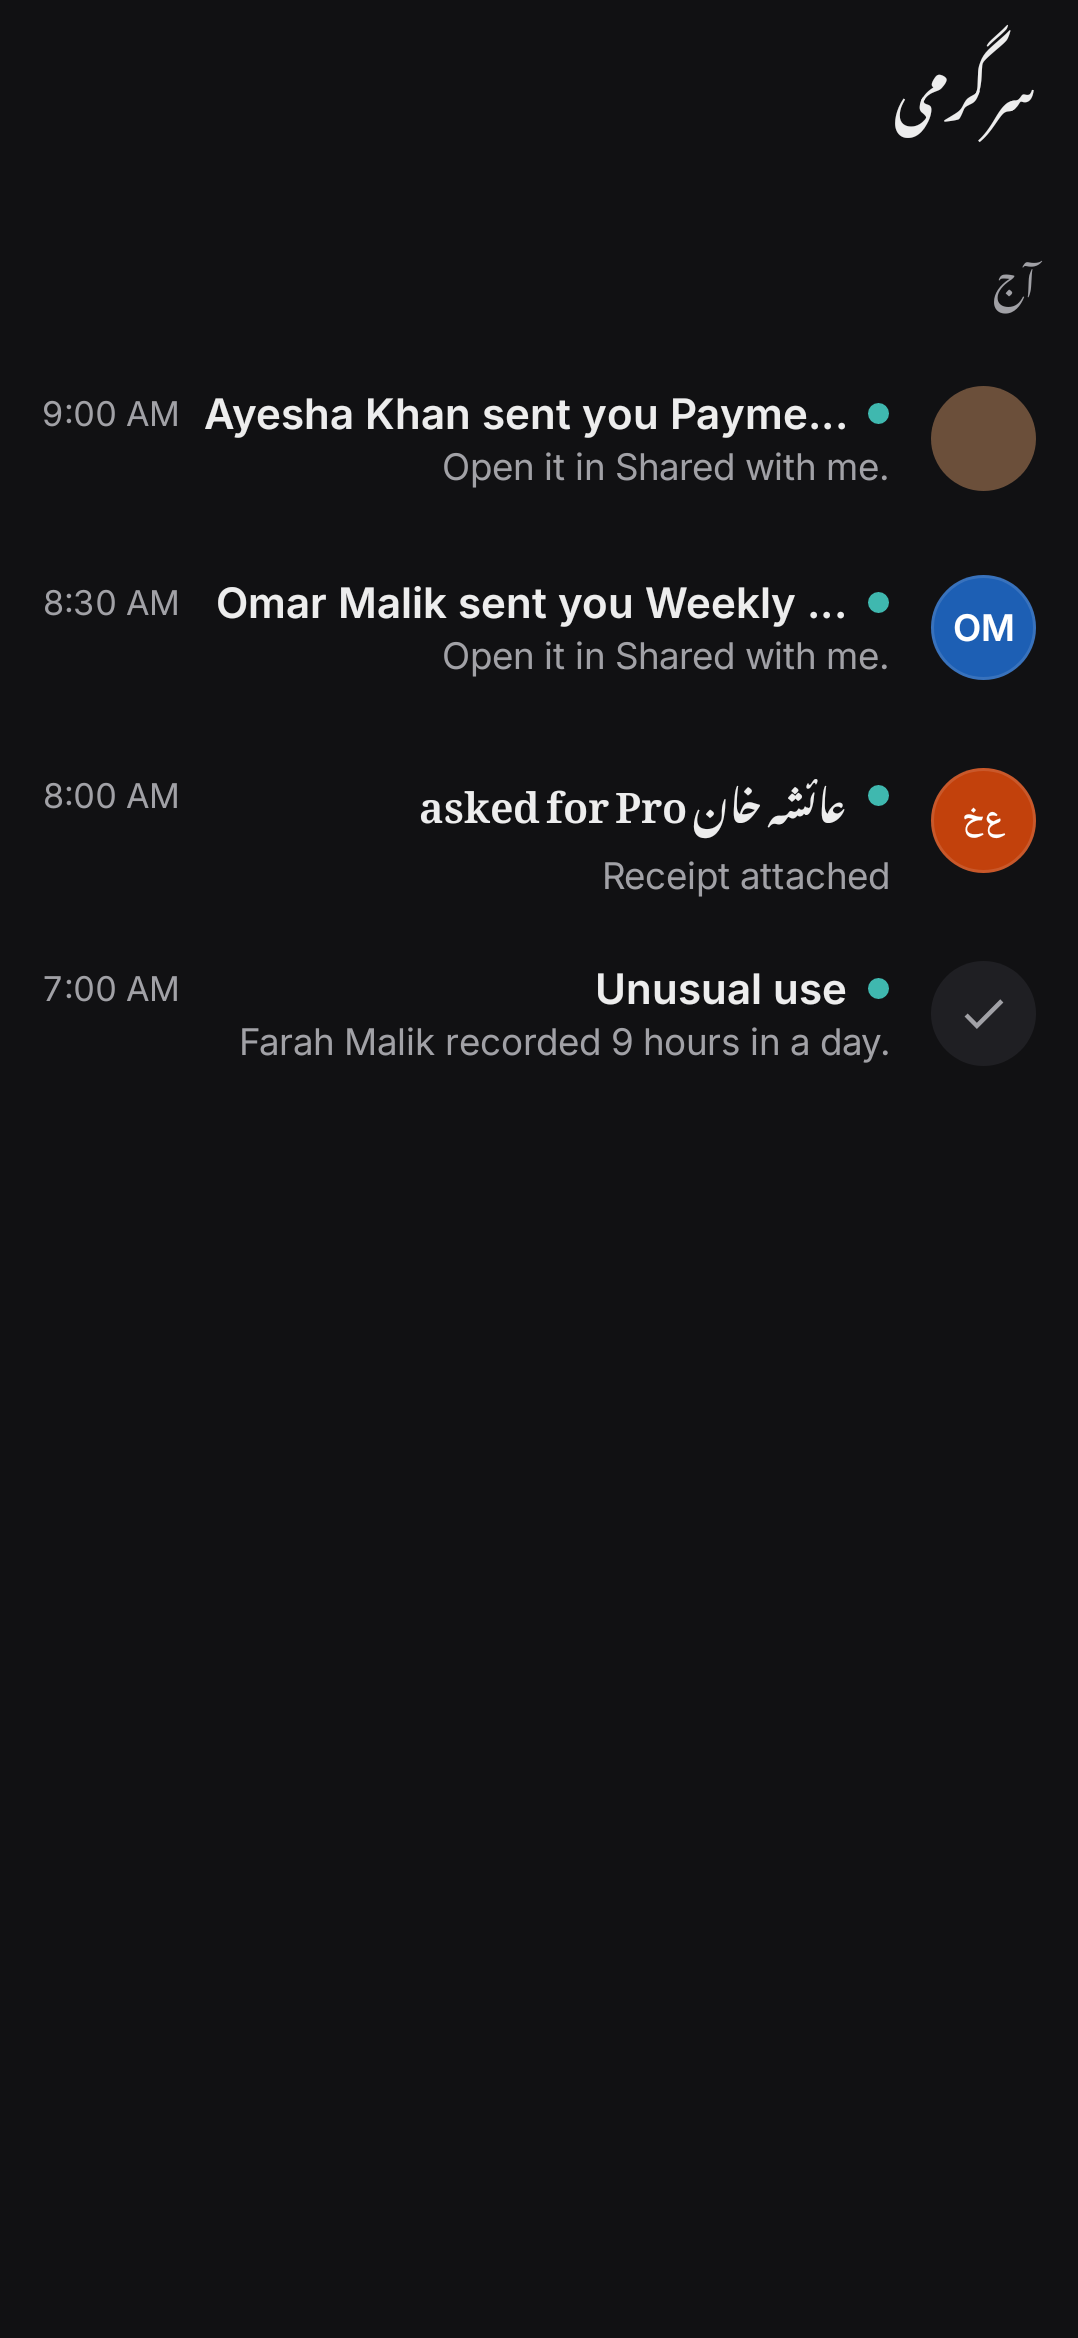 سرگرمی
آج
Ayesha Khan sent you Payme...
9:00 AM
Open it in Shared with me.
OM
Omar Malik sent you Weekly ...
8:30 AM
Open it in Shared with me.
ع‌خ
عائشہ خان asked for Pro
8:00 AM
Receipt attached
Unusual use
7:00 AM
Farah Malik recorded 9 hours in a day.